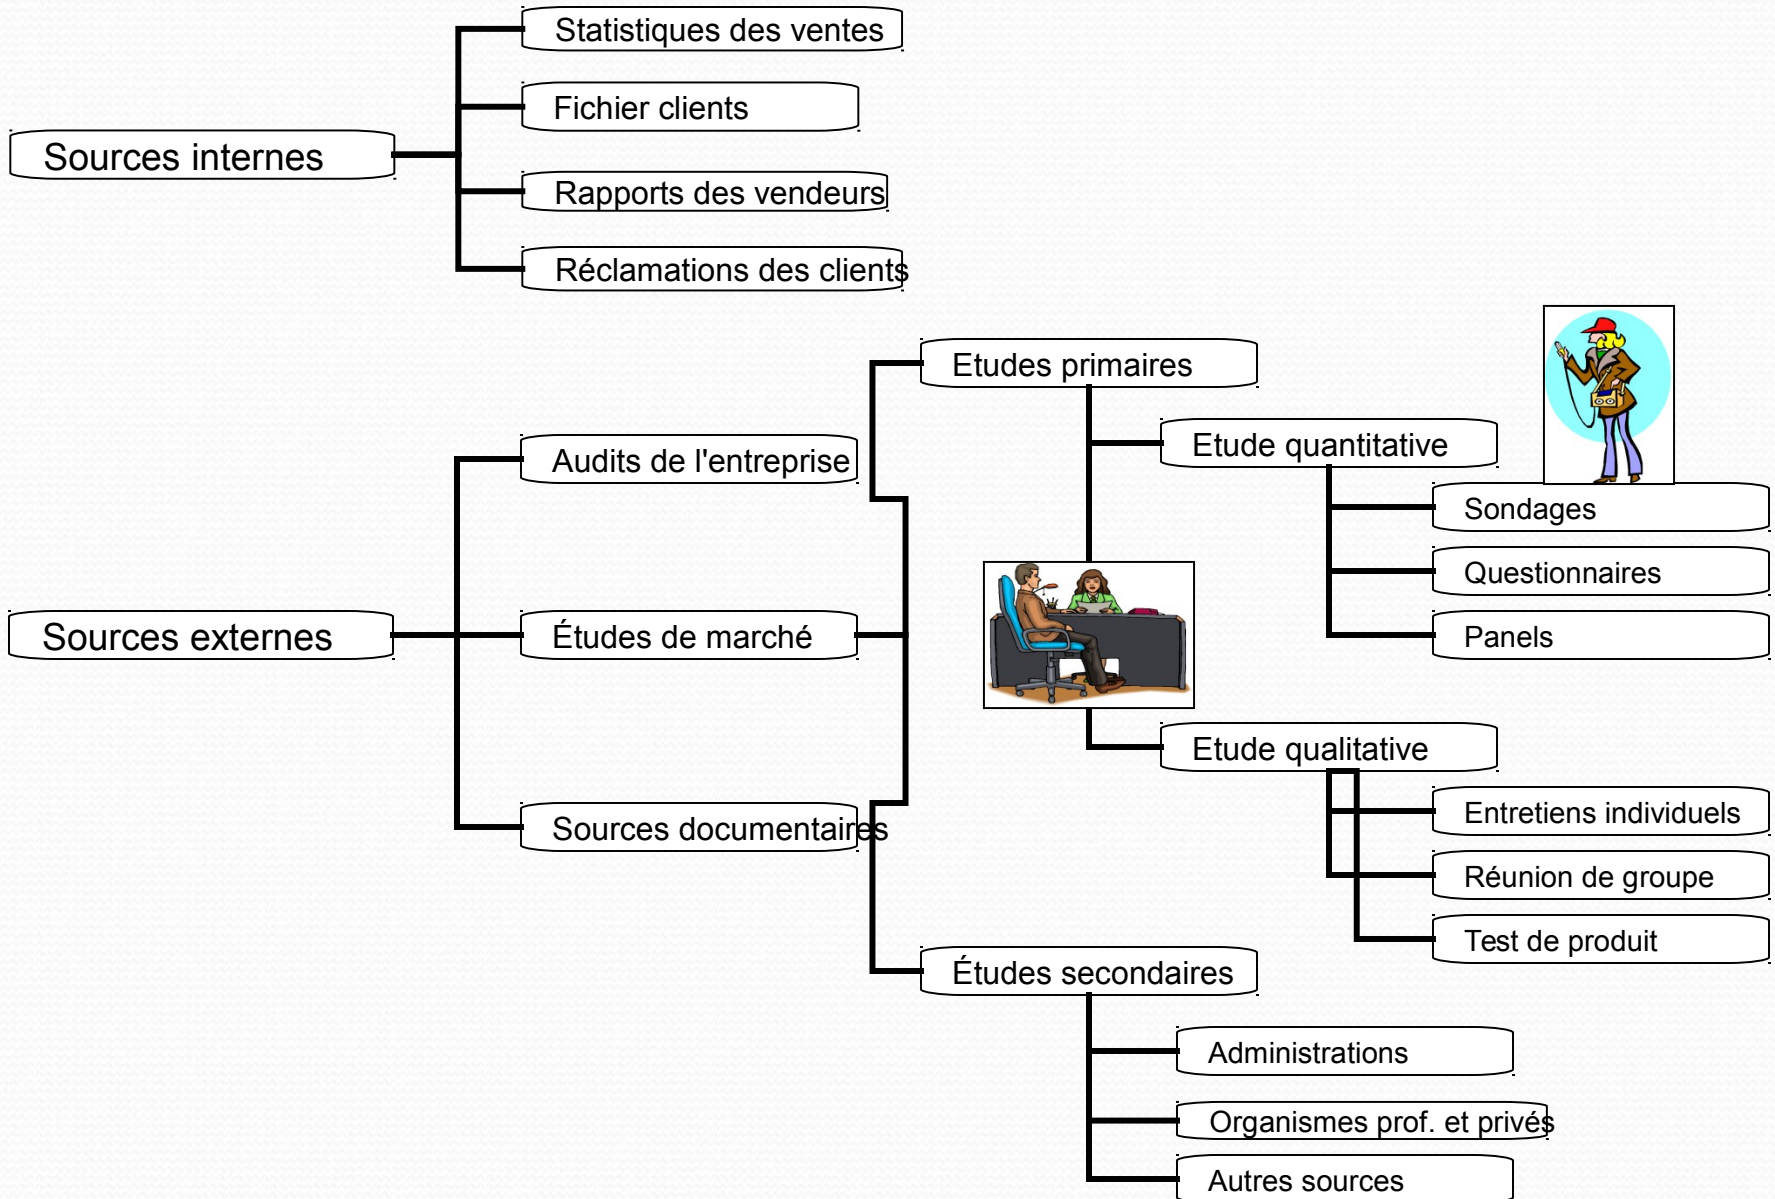 Statistiques des ventes
Fichier clients
Sources internes
Rapports des vendeurs
Réclamations des clients
Etudes primaires
Etude quantitative
Audits de l'entreprise
Sondages
Questionnaires
Sources externes
Études de marché
Panels
Etude qualitative
Sources documentaires
Entretiens individuels
Réunion de groupe
Test de produit
Études secondaires
Administrations
Organismes prof. et privés
Autres sources